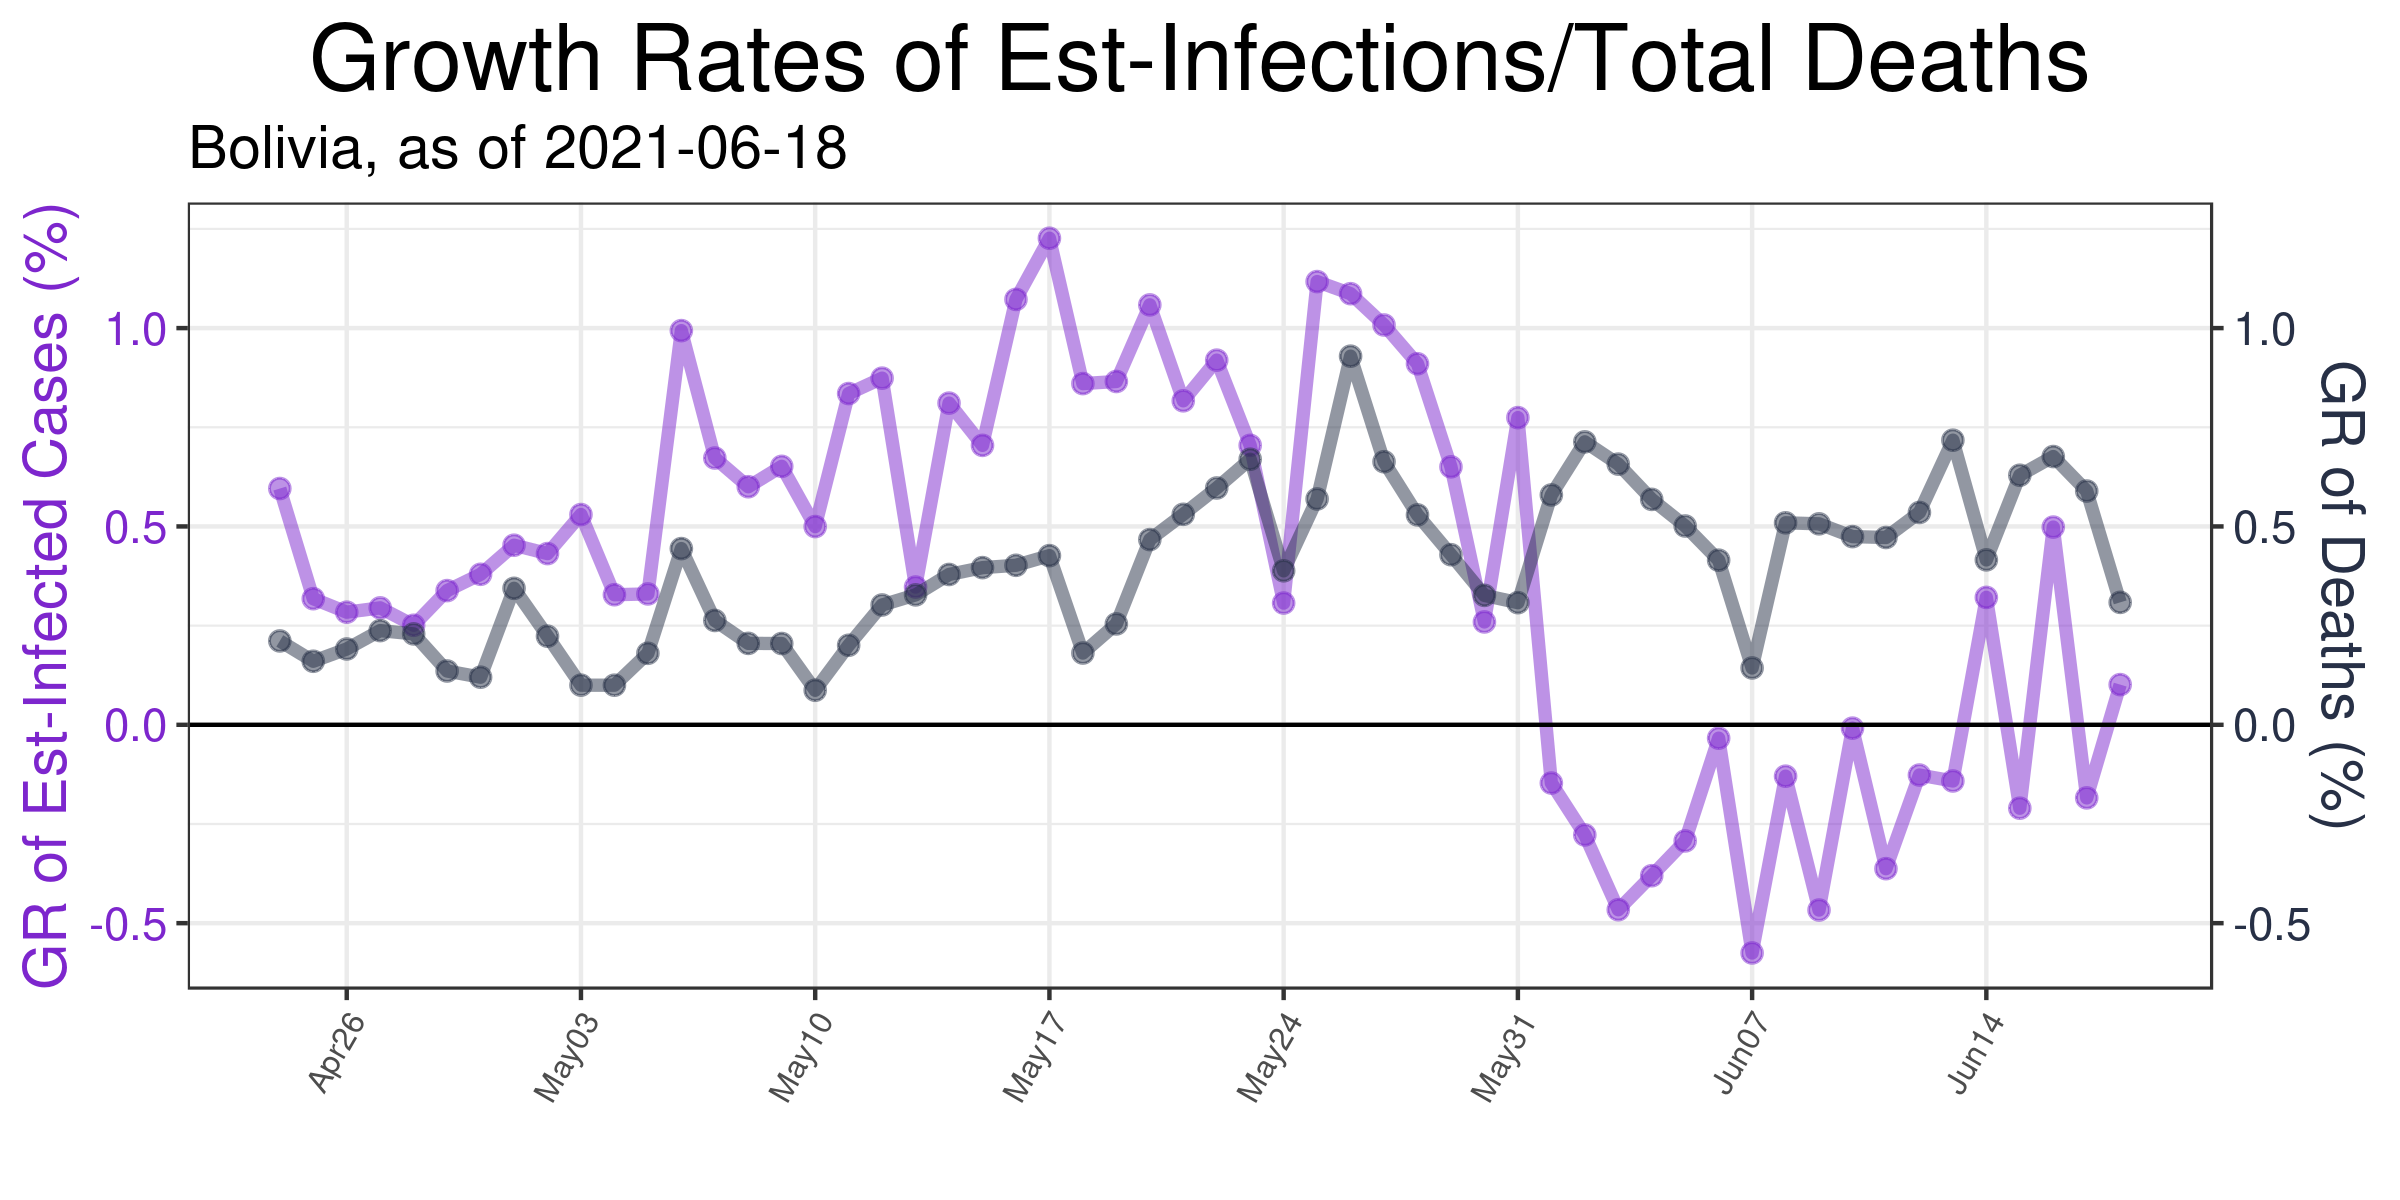 Growth Rates of Est-Infections/Total Deaths
Bolivia, as of 2021-06-18
GR of Est-Infected Cases (%)
1.0
0.5
0.0
-0.5
1.0
0.5
0.0
-0.5
GR of Deaths (%)
Apr26
May03
May10
May17
May24
May31
Jun07
Jun14